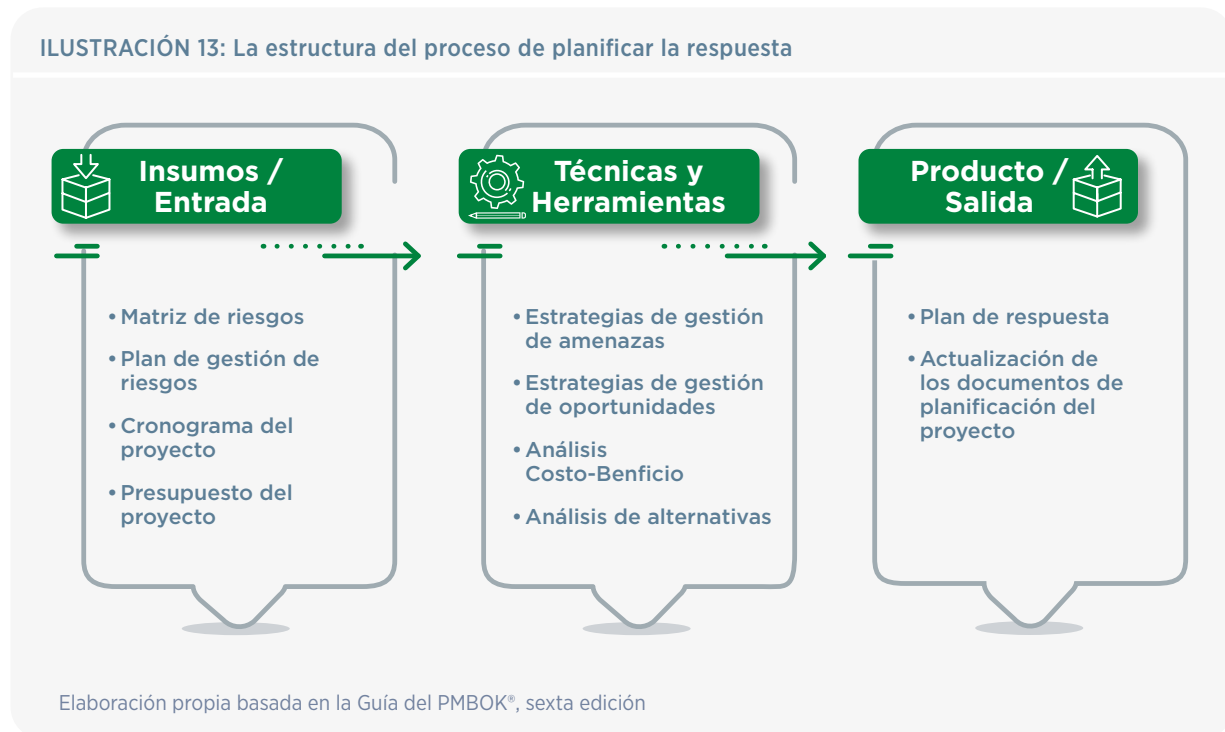 ILUSTRACIÓN 13: La estructura del proceso de planificar la respuesta
Insumos /
Entrada
• Matriz de riesgos
• Plan de gestión de
riesgos
• Cronograma del
proyecto
• Presupuesto del
proyecto
Técnicas y
Herramientas
• Estrategias de gestión
de amenazas
• Estrategias de gestión
de oportunidades
• Análisis
Costo-Benficio
• Análisis de alternativas
Producto /
Salida
• Plan de respuesta
• Actualización de
los documentos de
planificación del
proyecto
Elaboración propia basada en la Guía del PMBOK®, sexta edición